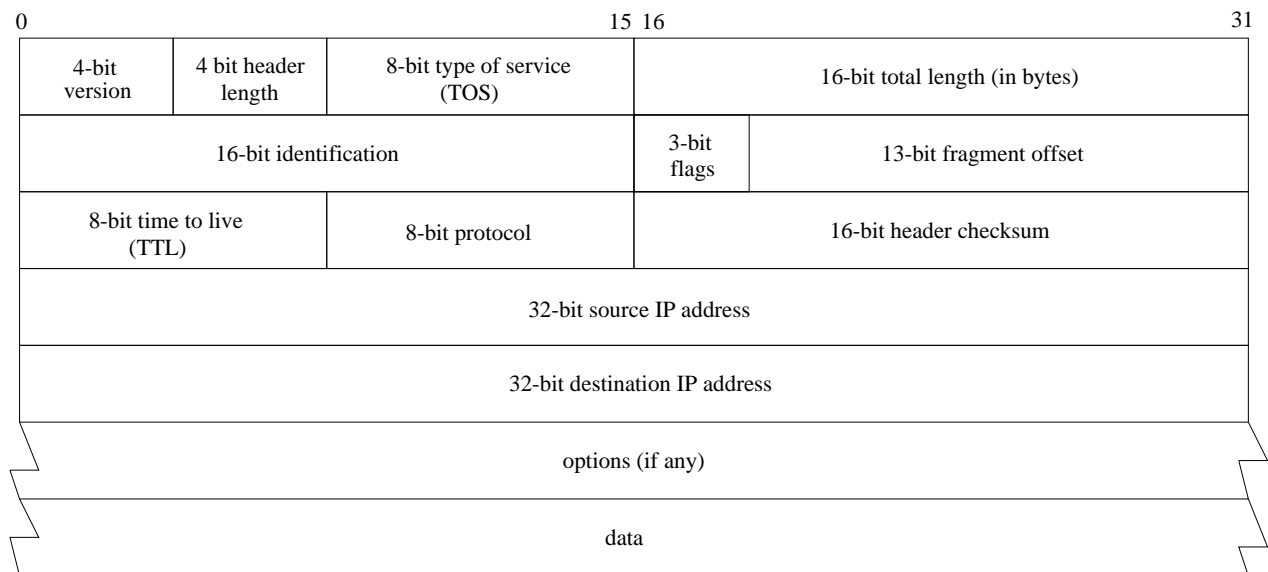 0 15 16 31
4-bit version
4 bit header length
8-bit type of service (TOS)
16-bit total length (in bytes)
16-bit identification
3-bit flags
13-bit fragment offset
8-bit time to live (TTL)
8-bit protocol
16-bit header checksum
32-bit source IP address
32-bit destination IP address
options (if any)
data